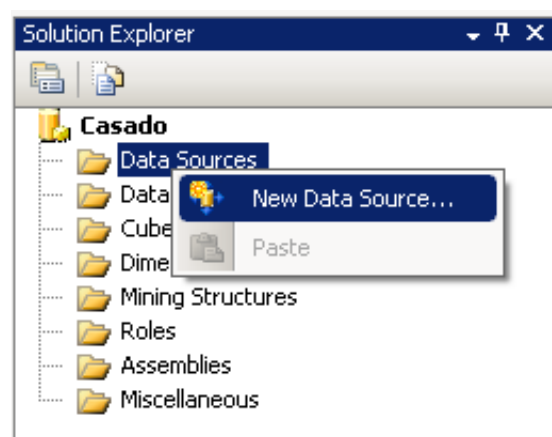 Solution Explorer
Casado
Data Sources
Data
New Data Source...
Cube
Paste
Dime
Mining Structures
Roles
Assemblies
Miscellaneous